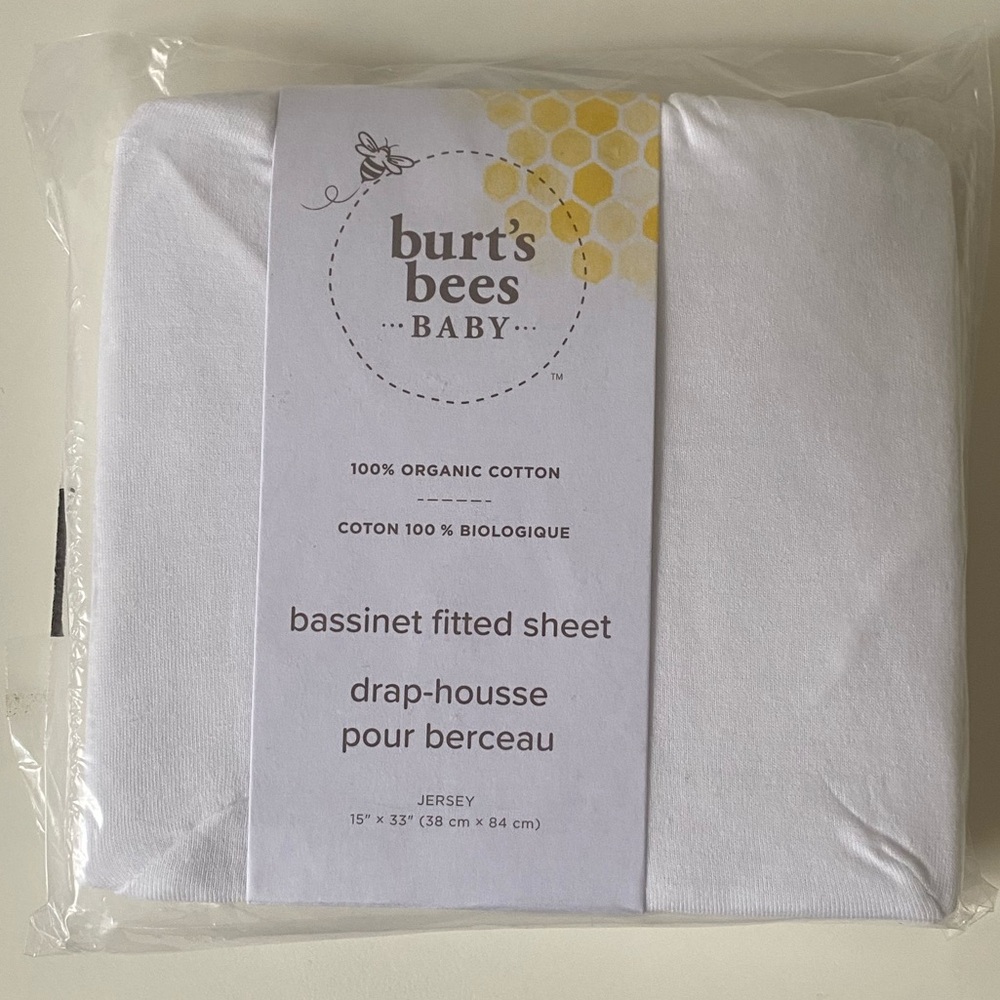 burt's
bees
···BABY···
™
100% ORGANIC COTTON
COTON 100 % BIOLOGIQUE
bassinet fitted sheet
drap-housse
pour berceau
JERSEY
15" × 33" (38 cm × 84 cm)